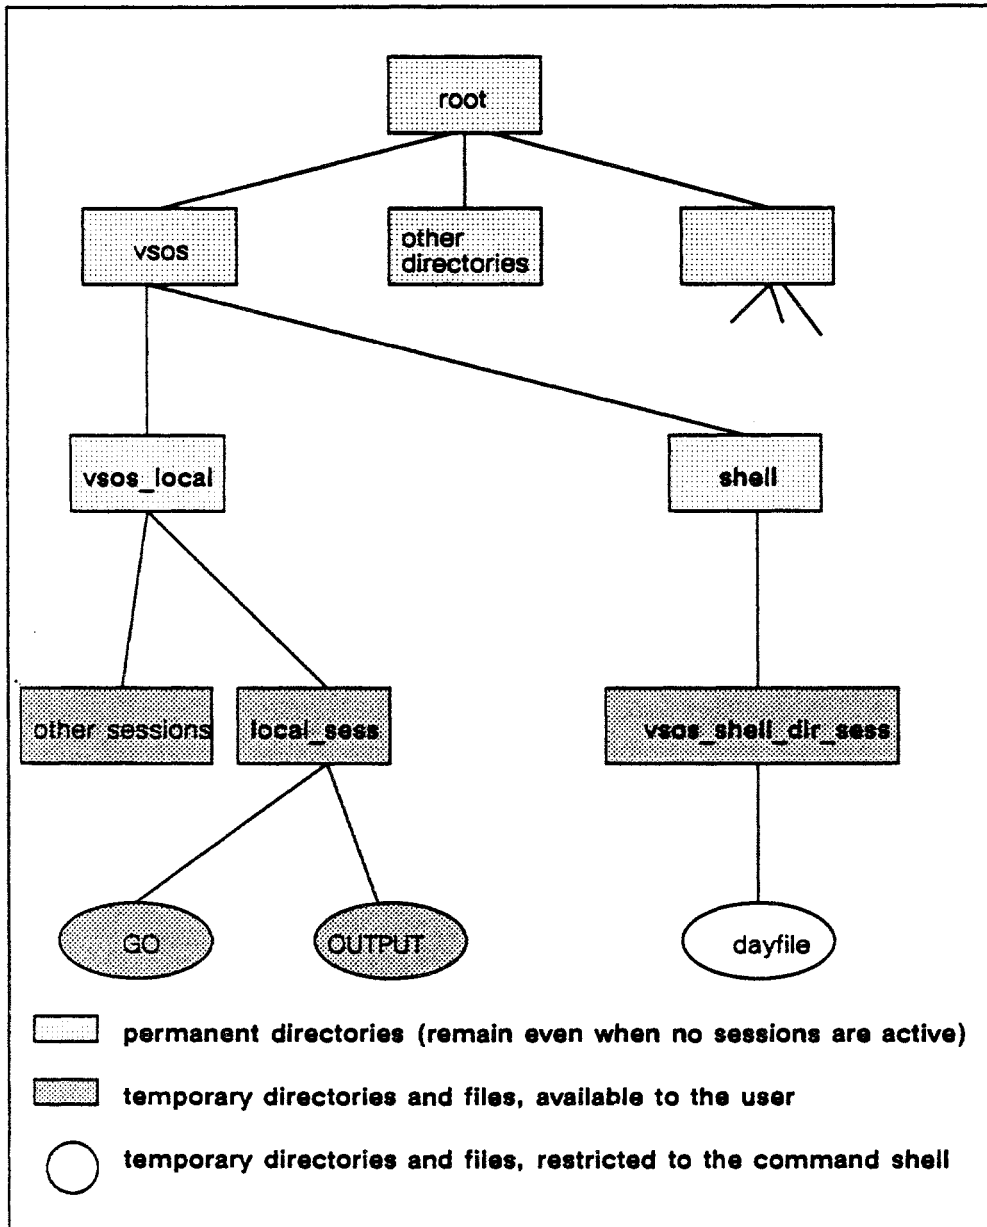 root
vsos
other
directories
vsos_local
shell
other sessions
local_sess
vsos_shell_dir_sess
GO
OUTPUT
dayfile
permanent directories (remain even when no sessions are active)
temporary directories and files, available to the user
temporary directories and files, restricted to the command shell